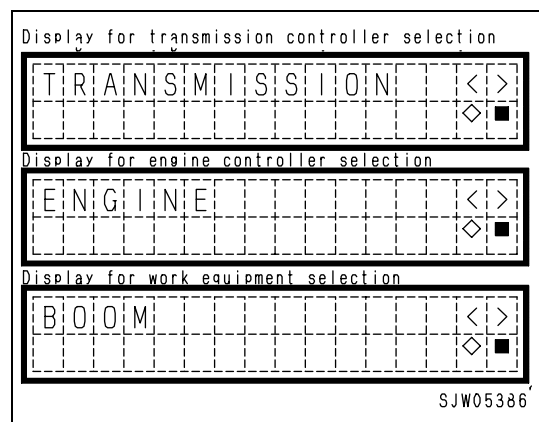 Display for transmission controller selection
TRANSMISSION < >
◇ ■
Display for engine controller selection
ENGINE < >
◇ ■
Display for work equipment selection
BOOM < >
◇ ■
SJW05386